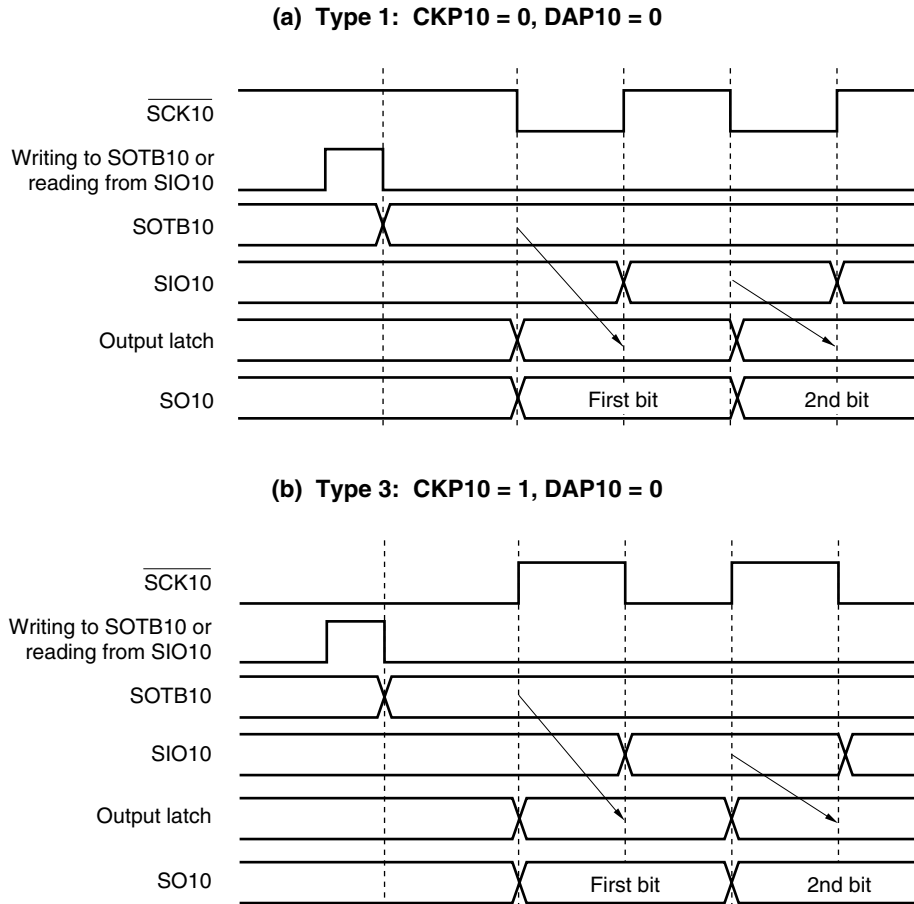 (a) Type 1: CKP10 = 0, DAP10 = 0
SCK10
Writing to SOTB10 or
reading from SIO10
SOTB10
SIO10
Output latch
SO10
First bit
2nd bit
(b) Type 3: CKP10 = 1, DAP10 = 0
SCK10
Writing to SOTB10 or
reading from SIO10
SOTB10
SIO10
Output latch
SO10
First bit
2nd bit